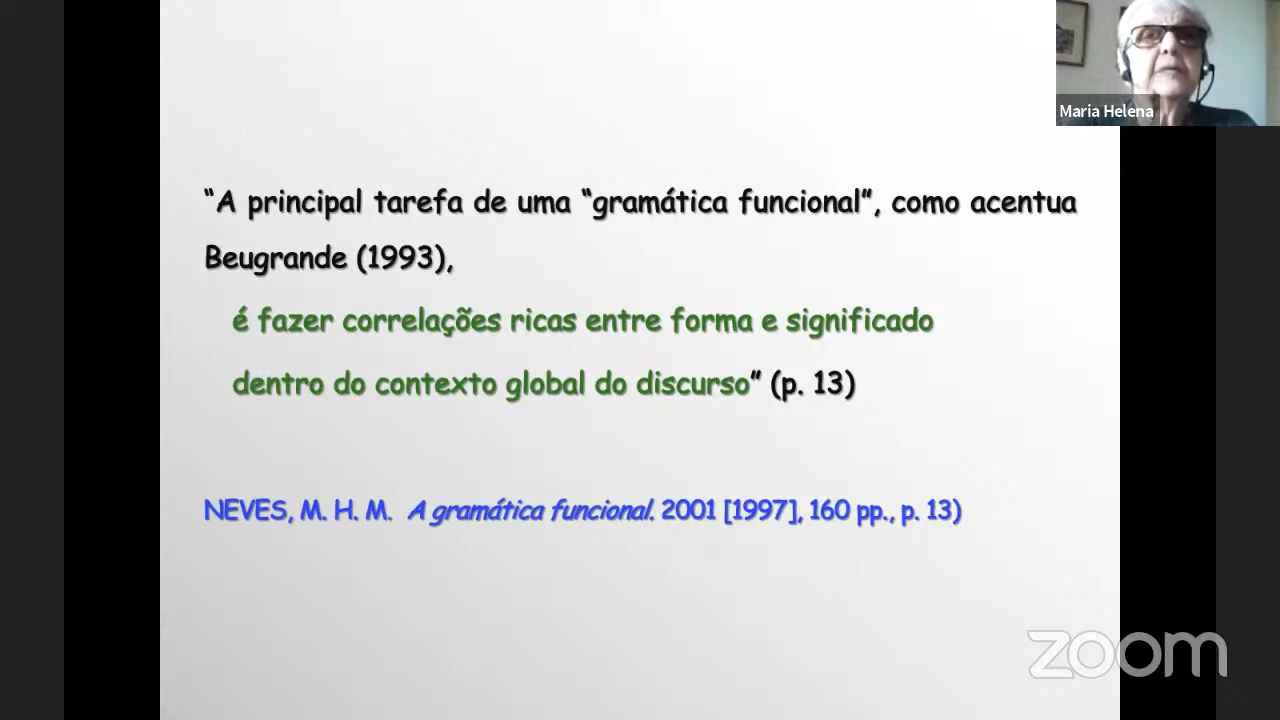 Maria Helena
“A principal tarefa de uma “gramática funcional”, como acentua
Beugrande (1993),
é fazer correlações ricas entre forma e significado
dentro do contexto global do discurso” (p. 13)
NEVES, M. H. M. A gramática funcional. 2001 [1997], 160 pp., p. 13)
zoom